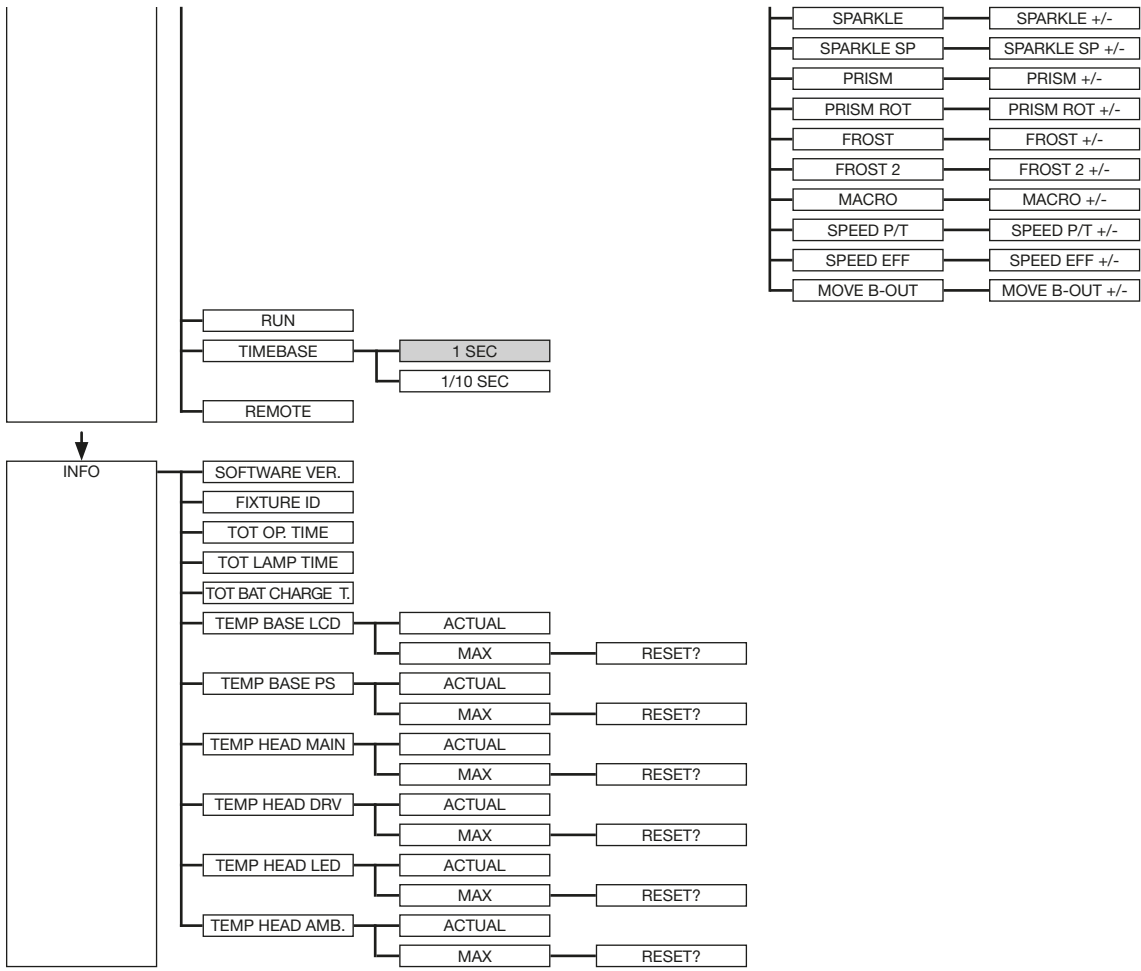 SPARKLE SPARKLE +/-
SPARKLE SP SPARKLE SP +/-
PRISM PRISM +/-
PRISM ROT PRISM ROT +/-
FROST FROST +/-
FROST 2 FROST 2 +/-
MACRO MACRO +/-
SPEED P/T SPEED P/T +/-
SPEED EFF SPEED EFF +/-
MOVE B-OUT MOVE B-OUT +/-
RUN
TIMEBASE 1 SEC
1/10 SEC
REMOTE
INFO SOFTWARE VER.
FIXTURE ID
TOT OP. TIME
TOT LAMP TIME
TOT BAT CHARGE T.
TEMP BASE LCD ACTUAL
MAX RESET?
TEMP BASE PS ACTUAL
MAX RESET?
TEMP HEAD MAIN ACTUAL
MAX RESET?
TEMP HEAD DRV ACTUAL
MAX RESET?
TEMP HEAD LED ACTUAL
MAX RESET?
TEMP HEAD AMB. ACTUAL
MAX RESET?